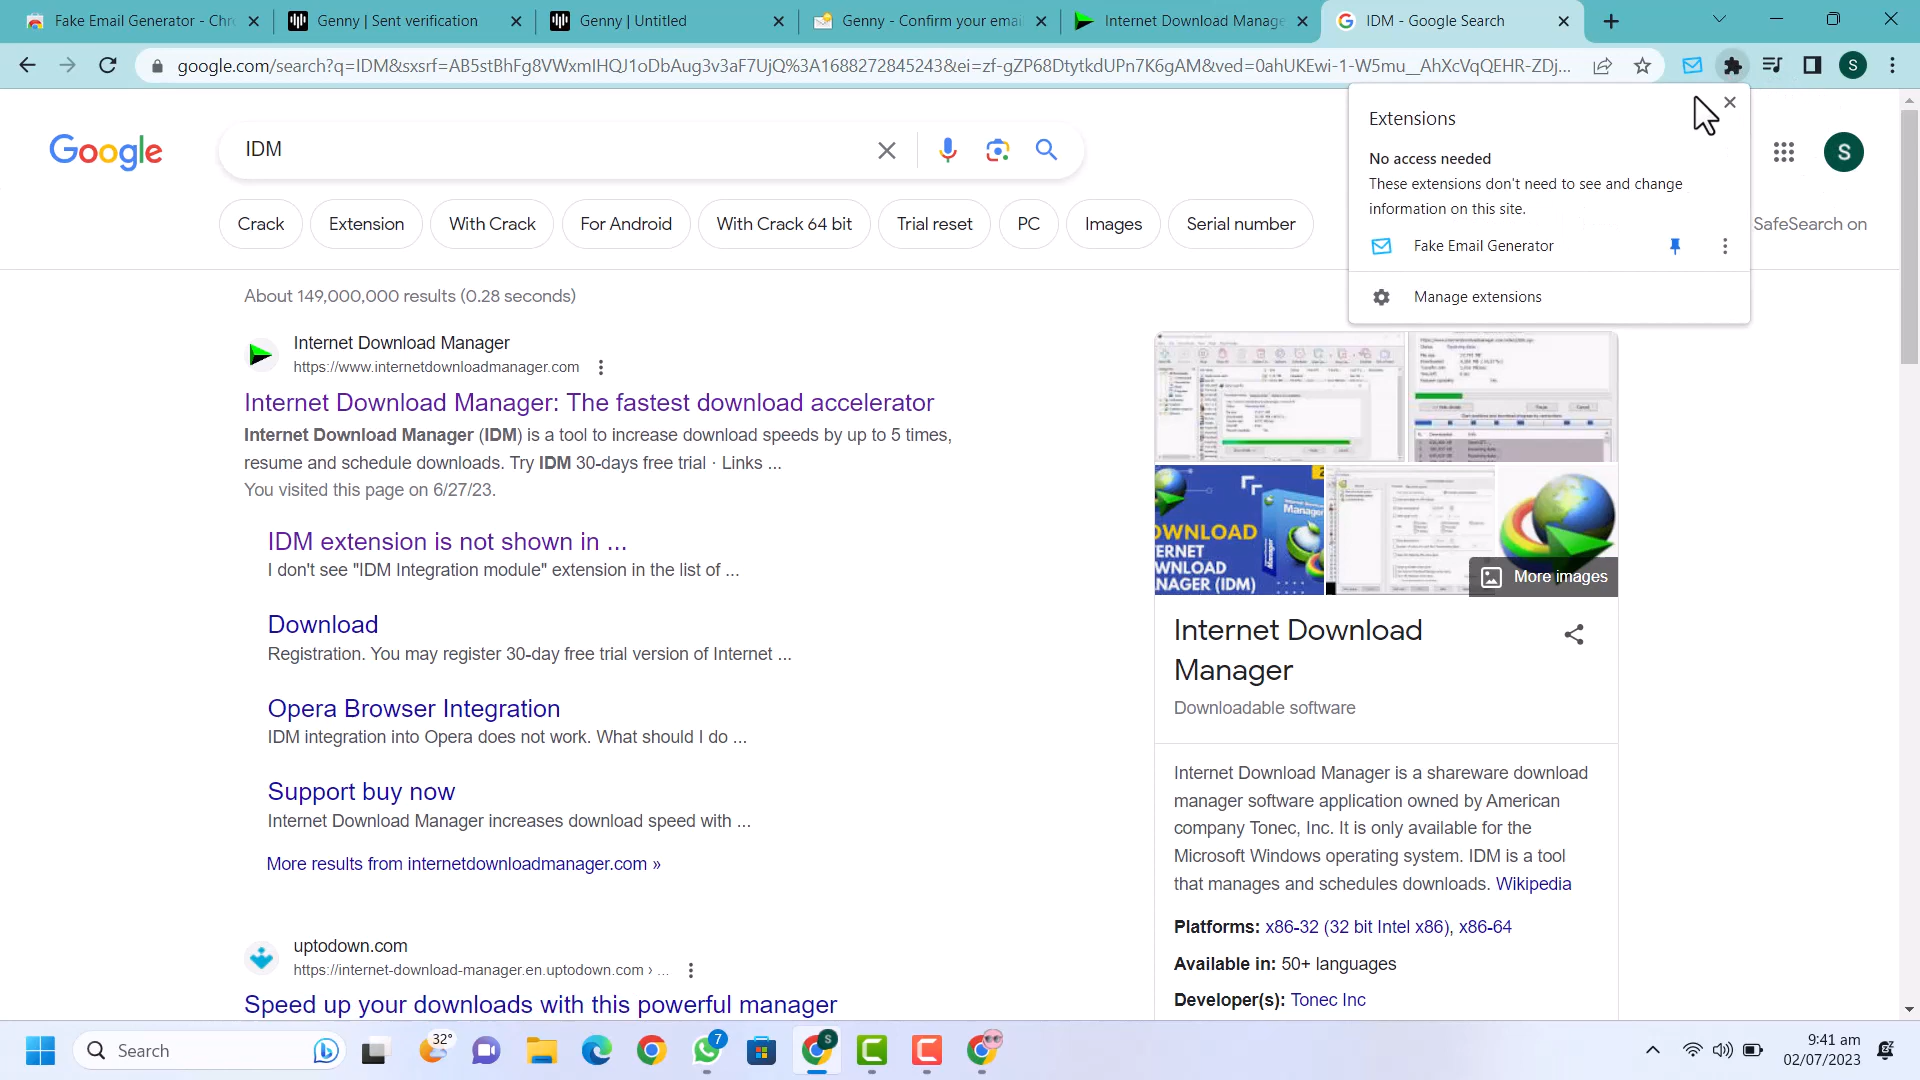 Fake Email Generator - Chr
Genny | Sent verification
Genny | Untitled
Genny - Confirm your emai
Internet Download Manage
IDM - Google Search
google.com/search?q=IDM&sxsrf=AB5stBhFg8VWxmIHQJ1oDbAug3v3aF7UjQ%3A1688272845243&ei=zf-gZP68DtytkdUPn7K6gAM&ved=0ahUKEwi-1-W5mu__AhXcVqQEHR-ZDj...
S
Google
IDM
S
Extensions
No access needed
These extensions don't need to see and change
information on this site.
Fake Email Generator
Manage extensions
Crack
Extension
With Crack
For Android
With Crack 64 bit
Trial reset
PC
Images
Serial number
SafeSearch on
About 149,000,000 results (0.28 seconds)
Internet Download Manager
https://www.internetdownloadmanager.com
Internet Download Manager: The fastest download accelerator
Internet Download Manager (IDM) is a tool to increase download speeds by up to 5 times,
resume and schedule downloads. Try IDM 30-days free trial · Links ...
You visited this page on 6/27/23.
IDM extension is not shown in ...
I don't see "IDM Integration module" extension in the list of ...
Download
Registration. You may register 30-day free trial version of Internet ...
Opera Browser Integration
IDM integration into Opera does not work. What should I do ...
Support buy now
Internet Download Manager increases download speed with ...
More results from internetdownloadmanager.com »
uptodown.com
https://internet-download-manager.en.uptodown.com › ...
Speed up your downloads with this powerful manager
OWNLOAD
ERNET
WNLOAD
NAGER (IDM)
More images
Internet Download
Manager
Downloadable software
Internet Download Manager is a shareware download
manager software application owned by American
company Tonec, Inc. It is only available for the
Microsoft Windows operating system. IDM is a tool
that manages and schedules downloads. Wikipedia
Platforms: x86-32 (32 bit Intel x86), x86-64
Available in: 50+ languages
Developer(s): Tonec Inc
Search
32°
7
S
9:41 am
02/07/2023